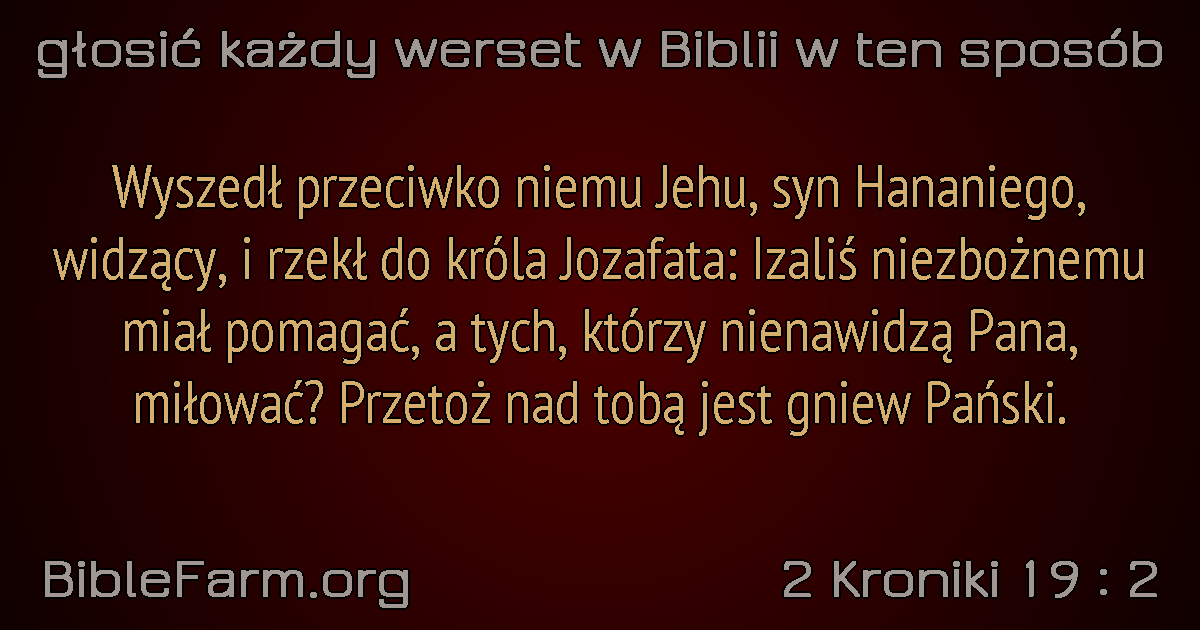 głosić każdy werset w Biblii w ten sposób
Wyszedł przeciwko niemu Jehu, syn Hananiego,
widzący, i rzekł do króla Jozafata: Izaliś niezbożnemu
miał pomagać, a tych, którzy nienawidzą Pana,
miłować? Przetoż nad tobą jest gniew Pański.
BibleFarm.org
2 Kroniki 19 : 2